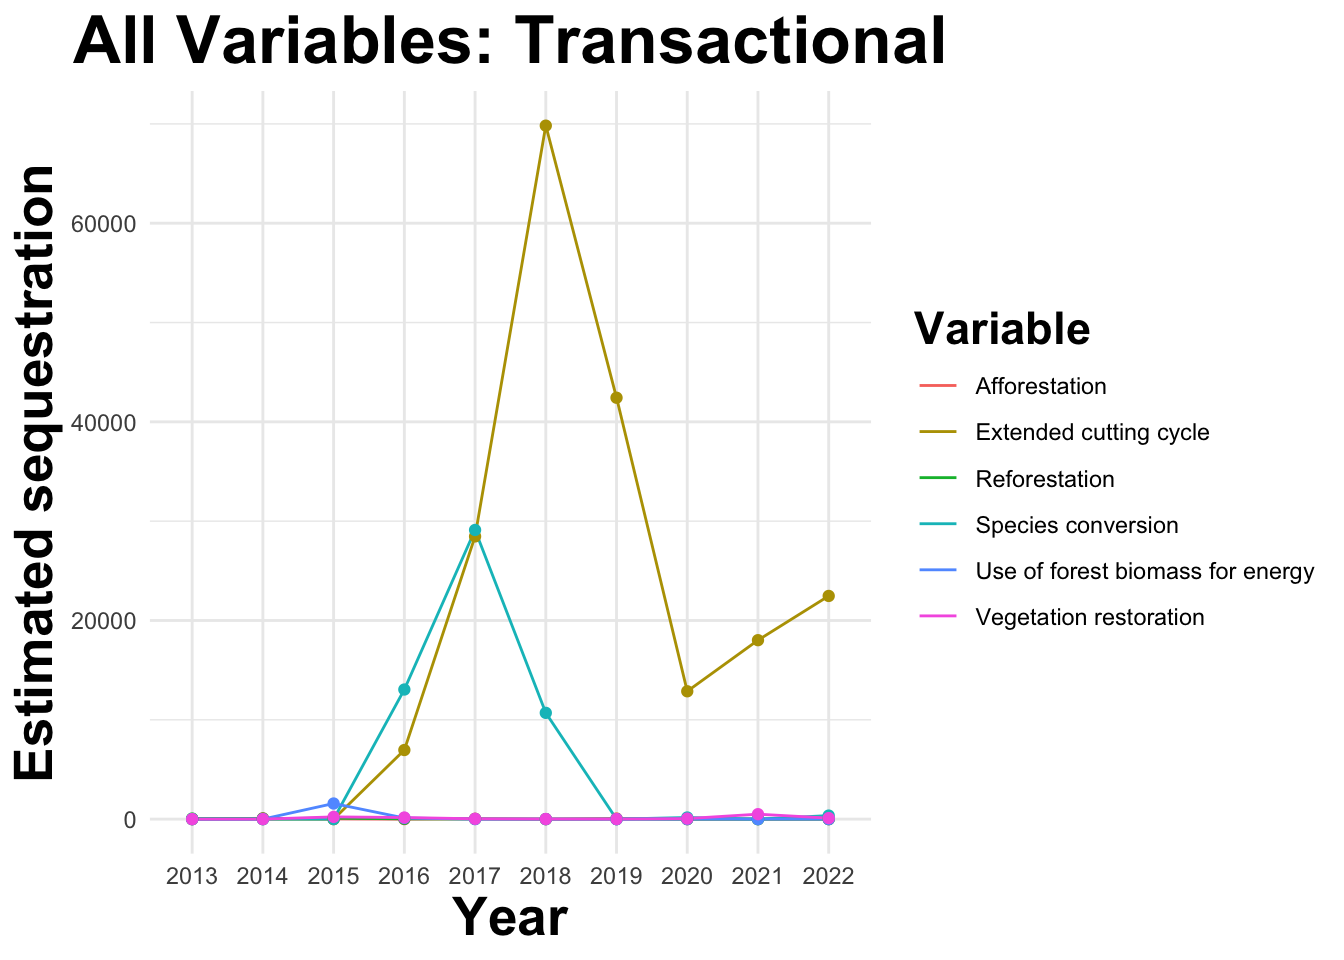 All Variables: Transactional
Estimated sequestration
60000
40000
20000
0
2013 2014 2015 2016 2017 2018 2019 2020 2021 2022
Year
Variable
Afforestation
Extended cutting cycle
Reforestation
Species conversion
Use of forest biomass for energy
Vegetation restoration